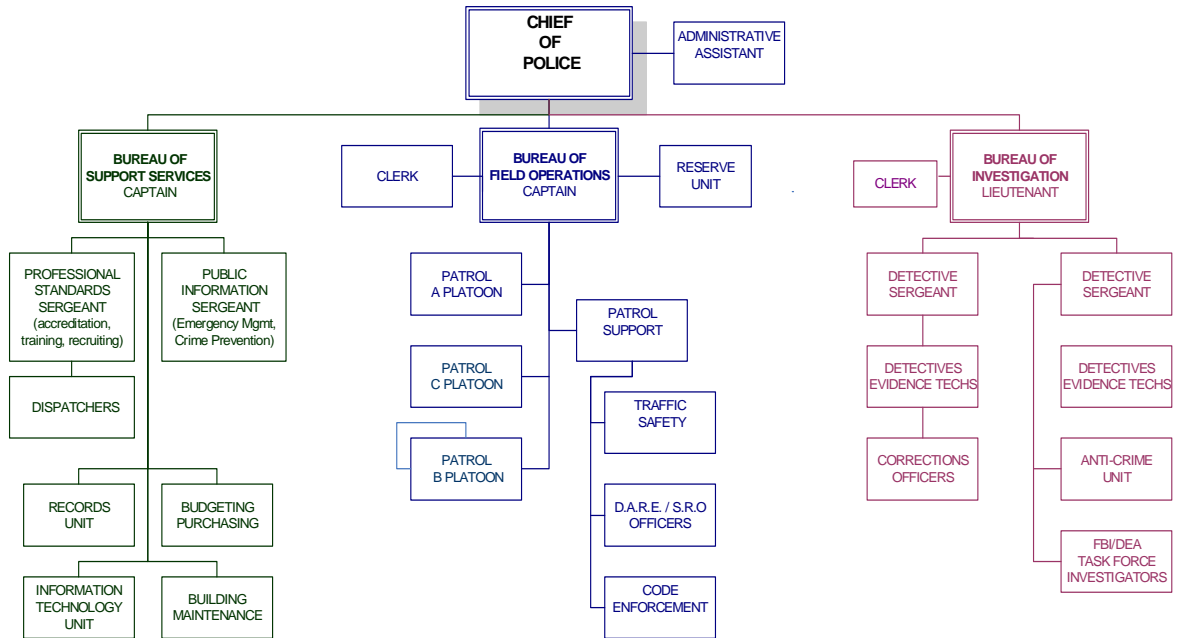 CHIEF
OF
POLICE
ADMINISTRATIVE
ASSISTANT
BUREAU OF
SUPPORT SERVICES
CAPTAIN
CLERK
BUREAU OF
FIELD OPERATIONS
CAPTAIN
RESERVE
UNIT
CLERK
BUREAU OF
INVESTIGATION
LIEUTENANT
PROFESSIONAL
STANDARDS
SERGEANT
(accreditation,
training, recruiting)
PUBLIC
INFORMATION
SERGEANT
(Emergency Mgmt,
Crime Prevention)
DISPATCHERS
RECORDS
UNIT
BUDGETING
PURCHASING
INFORMATION
TECHNOLOGY
UNIT
BUILDING
MAINTENANCE
PATROL
A PLATOON
PATROL
C PLATOON
PATROL
B PLATOON
PATROL
SUPPORT
TRAFFIC
SAFETY
D.A.R.E. / S.R.O
OFFICERS
CODE
ENFORCEMENT
DETECTIVE
SERGEANT
DETECTIVES
EVIDENCE TECHS
CORRECTIONS
OFFICERS
DETECTIVE
SERGEANT
DETECTIVES
EVIDENCE TECHS
ANTI-CRIME
UNIT
FBI/DEA
TASK FORCE
INVESTIGATORS